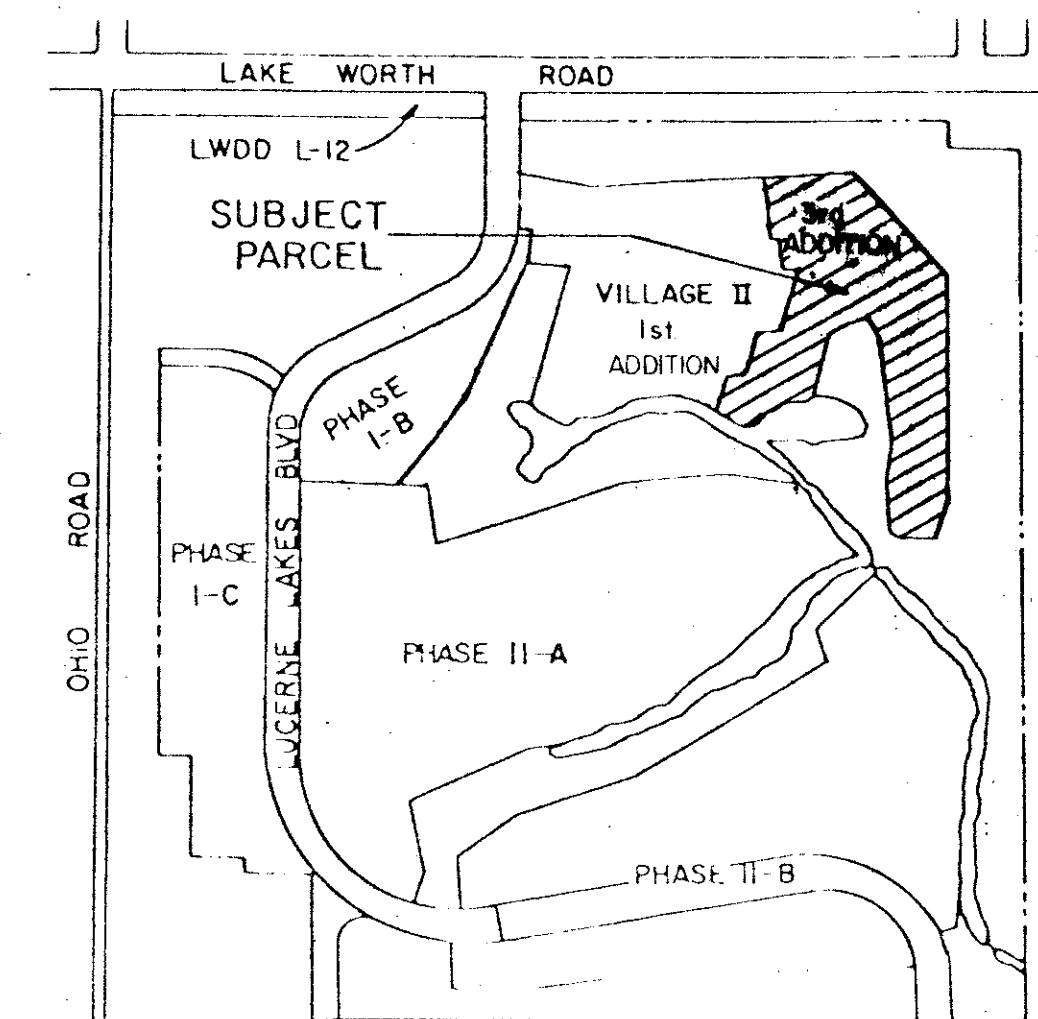 LAKE WORTH ROAD
LWDD L-12
SUBJECT
PARCEL
3rd
ADDITION
VILLAGE II
1st
ADDITION
PHASE
I-B
LUCERNE LAKES BLVD
OHIO ROAD
PHASE
I-C
PHASE II-A
PHASE II-B